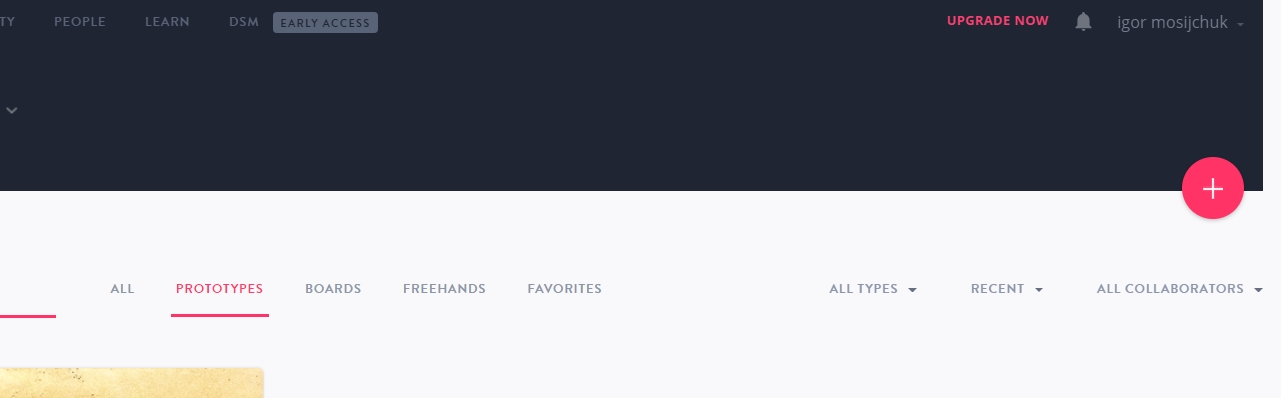 TY PEOPLE LEARN DSM EARLY ACCESS UPGRADE NOW igor mosijchuk
ALL PROTOTYPES BOARDS FREEHANDS FAVORITES ALL TYPES RECENT ALL COLLABORATORS